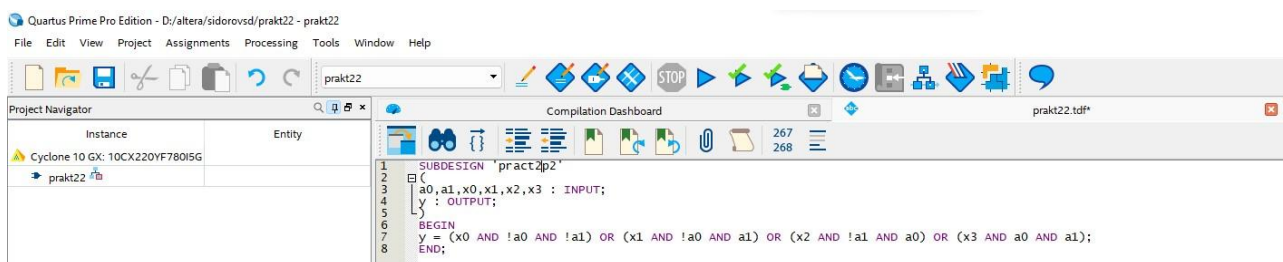 Quartus Prime Pro Edition - D:/altera/sidorovsd/prakt22 - prakt22
File Edit View Project Assignments Processing Tools Window Help
prakt22
STOP
Project Navigator
Compilation Dashboard
prakt22.tdf*
Instance Entity
267
268
Cyclone 10 GX: 10CX220YF780I5G
prakt22
1 SUBDESIGN 'pract2p2'
2 (
3 a0,a1,x0,x1,x2,x3 : INPUT;
4 y : OUTPUT;
5 )
6 BEGIN
7 y = (x0 AND !a0 AND !a1) OR (x1 AND !a0 AND a1) OR (x2 AND !a1 AND a0) OR (x3 AND a0 AND a1);
8 END;